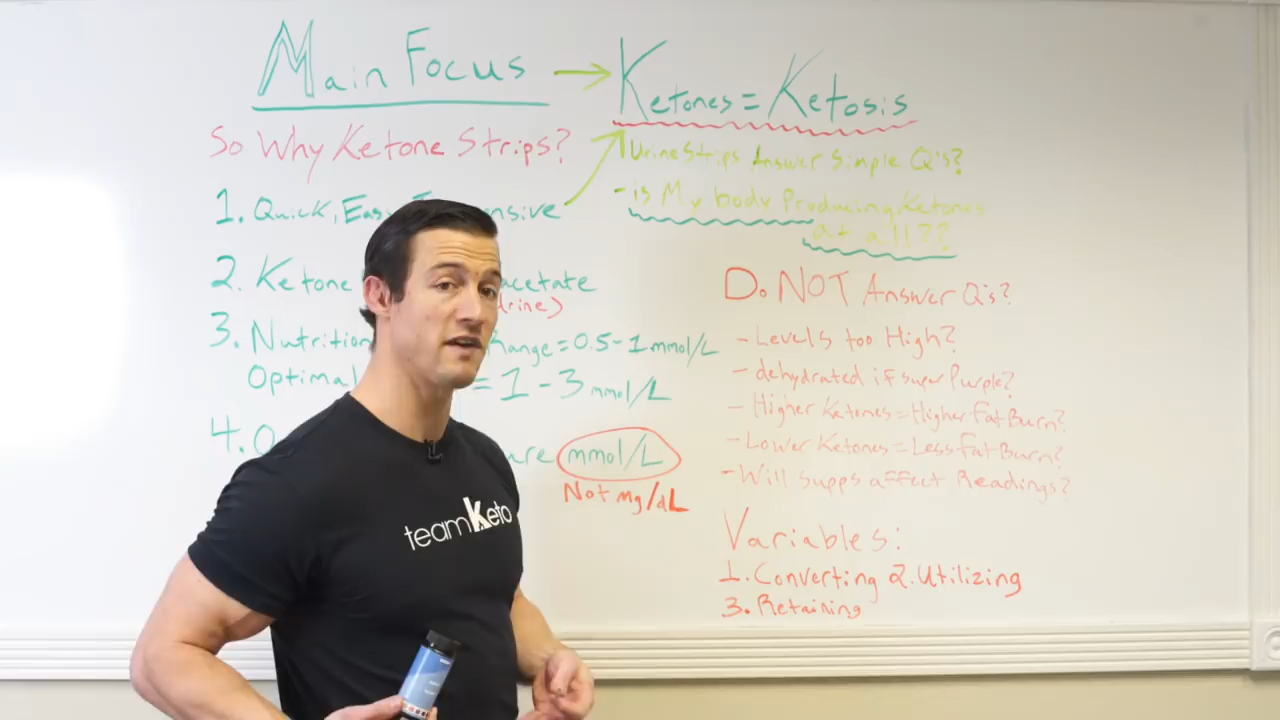 Main Focus → Ketones = Ketosis
So Why Ketone Strips?
1. Quick, Easy
2. Ketone
(urine)
3. Nutrition Range = 0.5 - 1 mmol/L
Optimal = 1 - 3 mmol/L
4. mmol/L
Not mg/dL
Urine Strips Answer Simple Q's?
- is My body Producing Ketones
at all??
Do NOT Answer Q's?
- Levels too High?
- dehydrated if super Purple?
- Higher Ketones = Higher Fat Burn?
- Lower Ketones = Less Fat Burn?
- Will supps affect Readings?
Variables:
1. Converting 2. Utilizing
3. Retaining
teamKeto